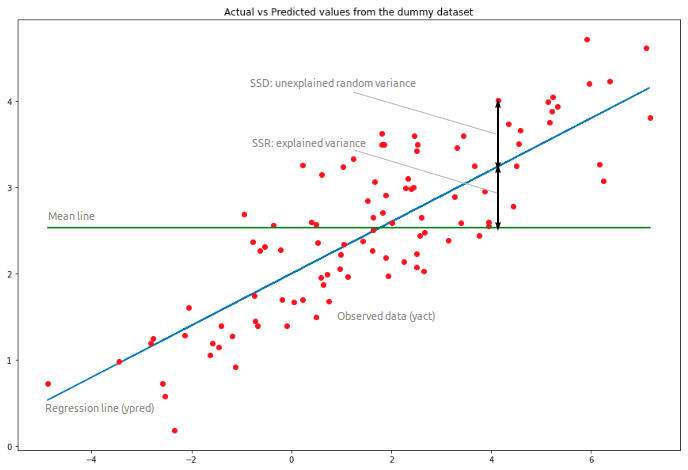 Actual vs Predicted values from the dummy dataset
SSD: unexplained random variance
SSR: explained variance
Mean line
Observed data (yact)
Regression line (ypred)
4
3
2
1
0
−4
−2
0
2
4
6